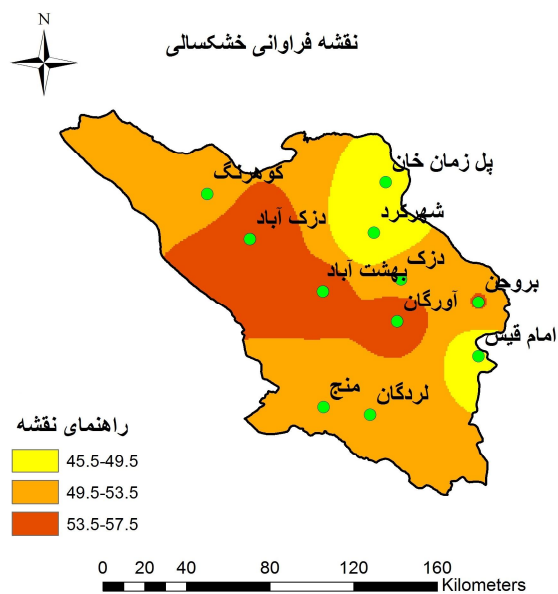 N
نقشه فراوانی خشکسالی
پل زمان خان
کوهرنگ
شهرکرد
دزک آباد
دزک
بهشت آباد
بروجن
آورگان
امام قیس
منج
لردگان
راهنمای نقشه
45.5-49.5
49.5-53.5
53.5-57.5
0 20 40 80 120 160
Kilometers